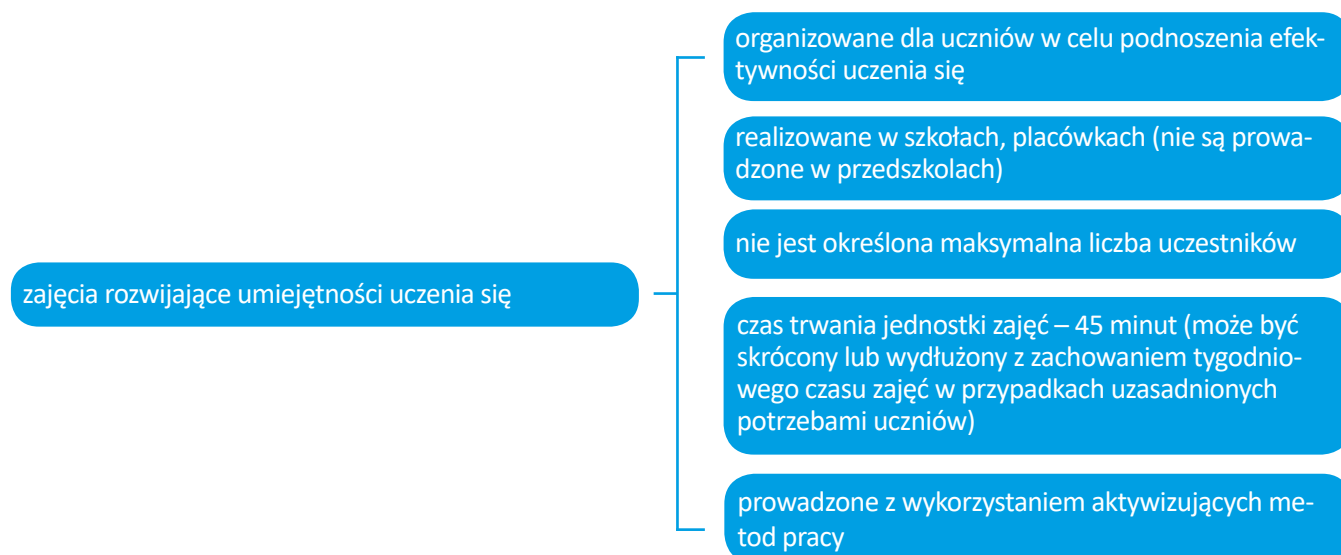 zajęcia rozwijające umiejętności uczenia się
organizowane dla uczniów w celu podnoszenia efek-
tywności uczenia się
realizowane w szkołach, placówkach (nie są prowa-
dzone w przedszkolach)
nie jest określona maksymalna liczba uczestników
czas trwania jednostki zajęć – 45 minut (może być
skrócony lub wydłużony z zachowaniem tygodnio-
wego czasu zajęć w przypadkach uzasadnionych
potrzebami uczniów)
prowadzone z wykorzystaniem aktywizujących me-
tod pracy